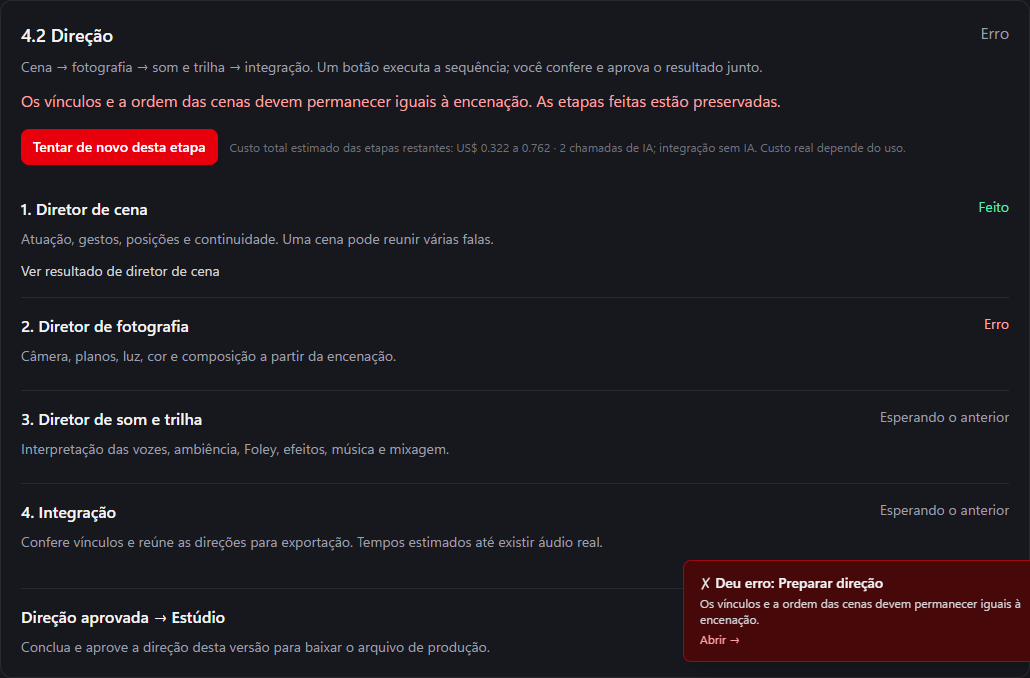 4.2 Direção
Erro
Cena → fotografia → som e trilha → integração. Um botão executa a sequência; você confere e aprova o resultado junto.
Os vínculos e a ordem das cenas devem permanecer iguais à encenação. As etapas feitas estão preservadas.
Tentar de novo desta etapa
Custo total estimado das etapas restantes: US$ 0.322 a 0.762 · 2 chamadas de IA; integração sem IA. Custo real depende do uso.
1. Diretor de cena
Feito
Atuação, gestos, posições e continuidade. Uma cena pode reunir várias falas.
Ver resultado de diretor de cena
2. Diretor de fotografia
Erro
Câmera, planos, luz, cor e composição a partir da encenação.
3. Diretor de som e trilha
Esperando o anterior
Interpretação das vozes, ambiência, Foley, efeitos, música e mixagem.
4. Integração
Esperando o anterior
Confere vínculos e reúne as direções para exportação. Tempos estimados até existir áudio real.
Direção aprovada → Estúdio
Conclua e aprove a direção desta versão para baixar o arquivo de produção.
✗ Deu erro: Preparar direção
Os vínculos e a ordem das cenas devem permanecer iguais à
encenação.
Abrir →